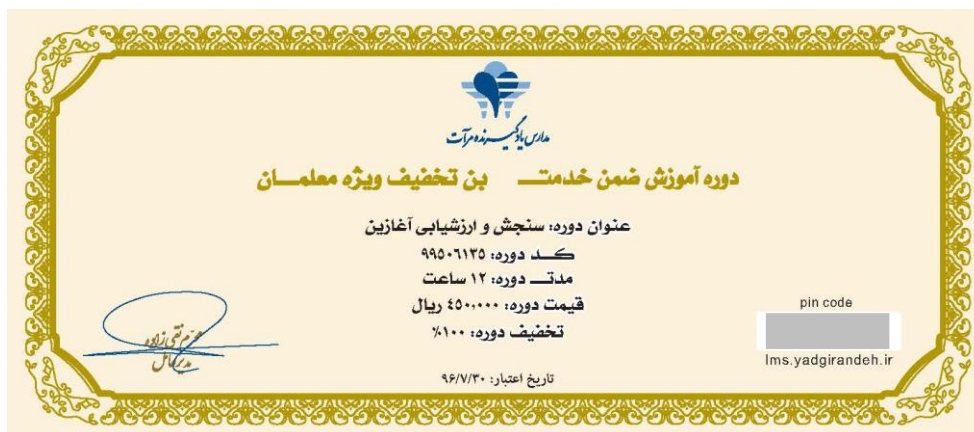 مدارس یادگیرنده مرآت
دوره آموزش ضمن خدمت بن تخفیف ویژه معلمان
عنوان دوره: سنجش و ارزشیابی آغازین
کد دوره: ۹۹۵۰۶۱۳۵
مدت دوره: ۱۲ ساعت
قیمت دوره: ۴۵۰,۰۰۰ ریال
تخفیف دوره: ۱۰۰٪
تاریخ اعتبار: ۹۶/۷/۳۰
مدیرعامل
pin code
lms.yadgirandeh.ir